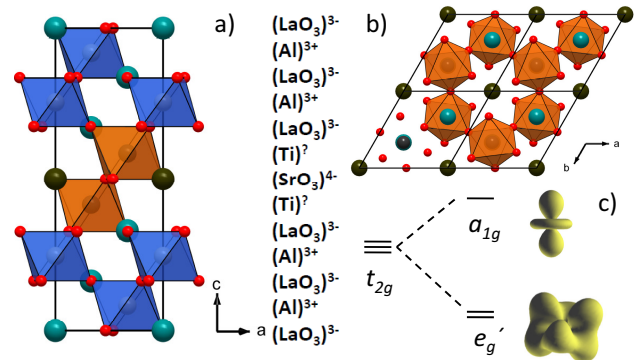 a)
(LaO₃)³⁻
(Al)³⁺
(LaO₃)³⁻
(Al)³⁺
(LaO₃)³⁻
(Ti)?
(SrO₃)⁴⁻
(Ti)?
(LaO₃)³⁻
(Al)³⁺
(LaO₃)³⁻
(Al)³⁺
(LaO₃)³⁻
c
a
b)
a
b
c)
a1g
t2g
eg´